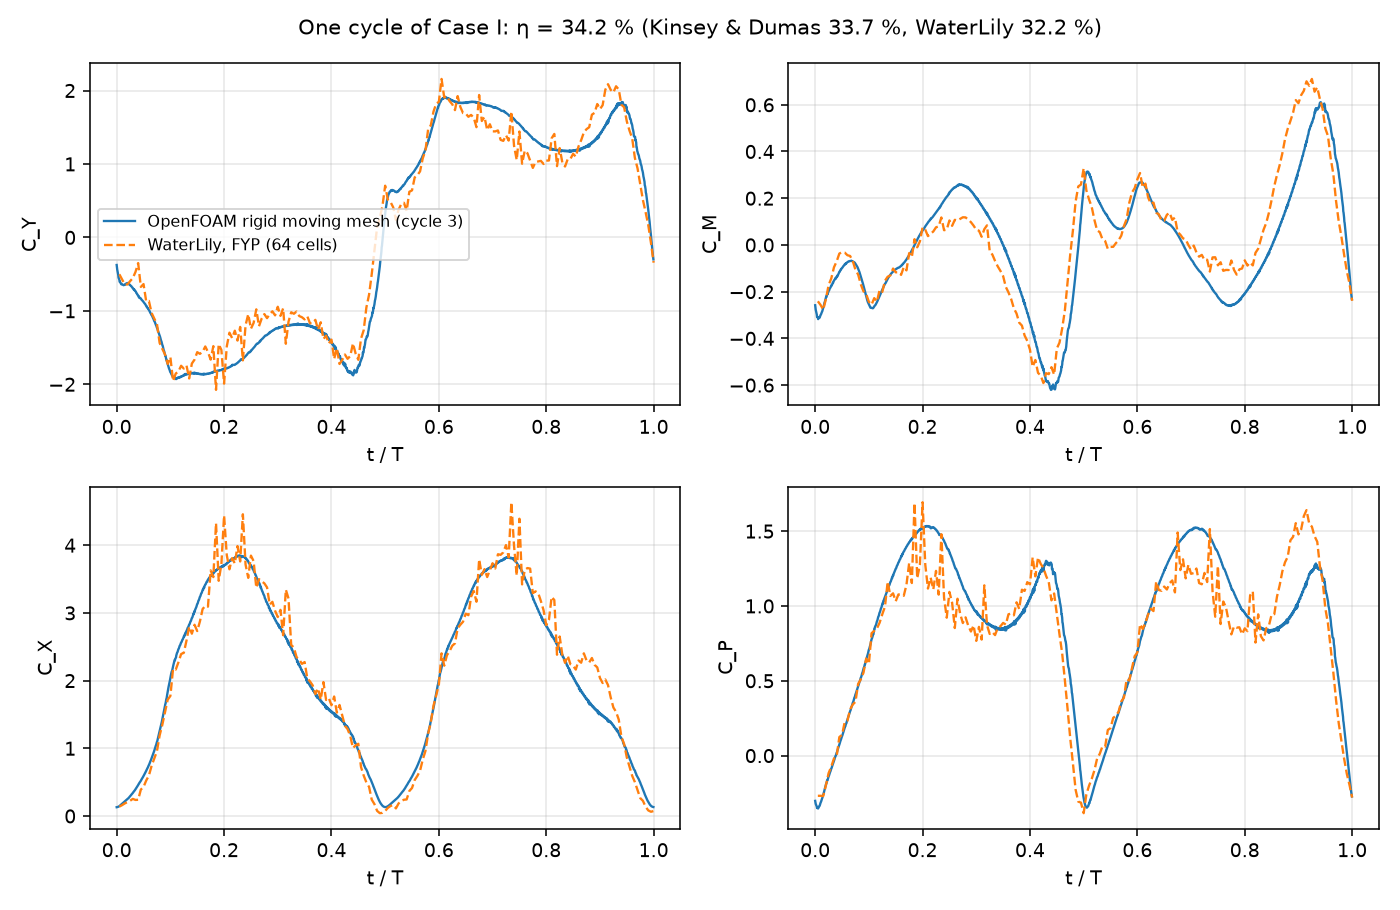 One cycle of Case I: η = 34.2 % (Kinsey & Dumas 33.7 %, WaterLily 32.2 %)
C_Y
2
1
0
−1
−2
OpenFOAM rigid moving mesh (cycle 3)
WaterLily, FYP (64 cells)
0.0 0.2 0.4 0.6 0.8 1.0
t / T
C_M
0.6
0.4
0.2
0.0
−0.2
−0.4
−0.6
0.0 0.2 0.4 0.6 0.8 1.0
t / T
C_X
4
3
2
1
0
0.0 0.2 0.4 0.6 0.8 1.0
t / T
C_P
1.5
1.0
0.5
0.0
0.0 0.2 0.4 0.6 0.8 1.0
t / T